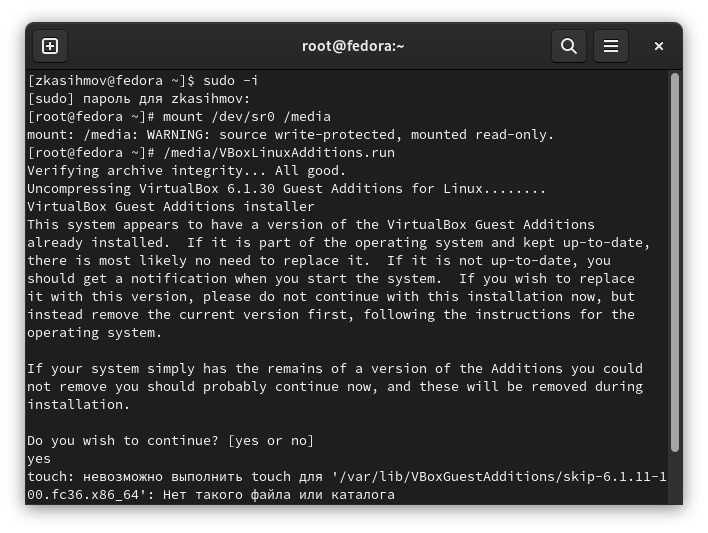 root@fedora:~
[zkasihmov@fedora ~]$ sudo -i
[sudo] пароль для zkasihmov:
[root@fedora ~]# mount /dev/sr0 /media
mount: /media: WARNING: source write-protected, mounted read-only.
[root@fedora ~]# /media/VBoxLinuxAdditions.run
Verifying archive integrity... All good.
Uncompressing VirtualBox 6.1.30 Guest Additions for Linux........
VirtualBox Guest Additions installer
This system appears to have a version of the VirtualBox Guest Additions
already installed.  If it is part of the operating system and kept up-to-date,
there is most likely no need to replace it.  If it is not up-to-date, you
should get a notification when you start the system.  If you wish to replace
it with this version, please do not continue with this installation now, but
instead remove the current version first, following the instructions for the
operating system.
If your system simply has the remains of a version of the Additions you could
not remove you should probably continue now, and these will be removed during
installation.
Do you wish to continue? [yes or no]
yes
touch: невозможно выполнить touch для '/var/lib/VBoxGuestAdditions/skip-6.1.11-1
00.fc36.x86_64': Нет такого файла или каталога